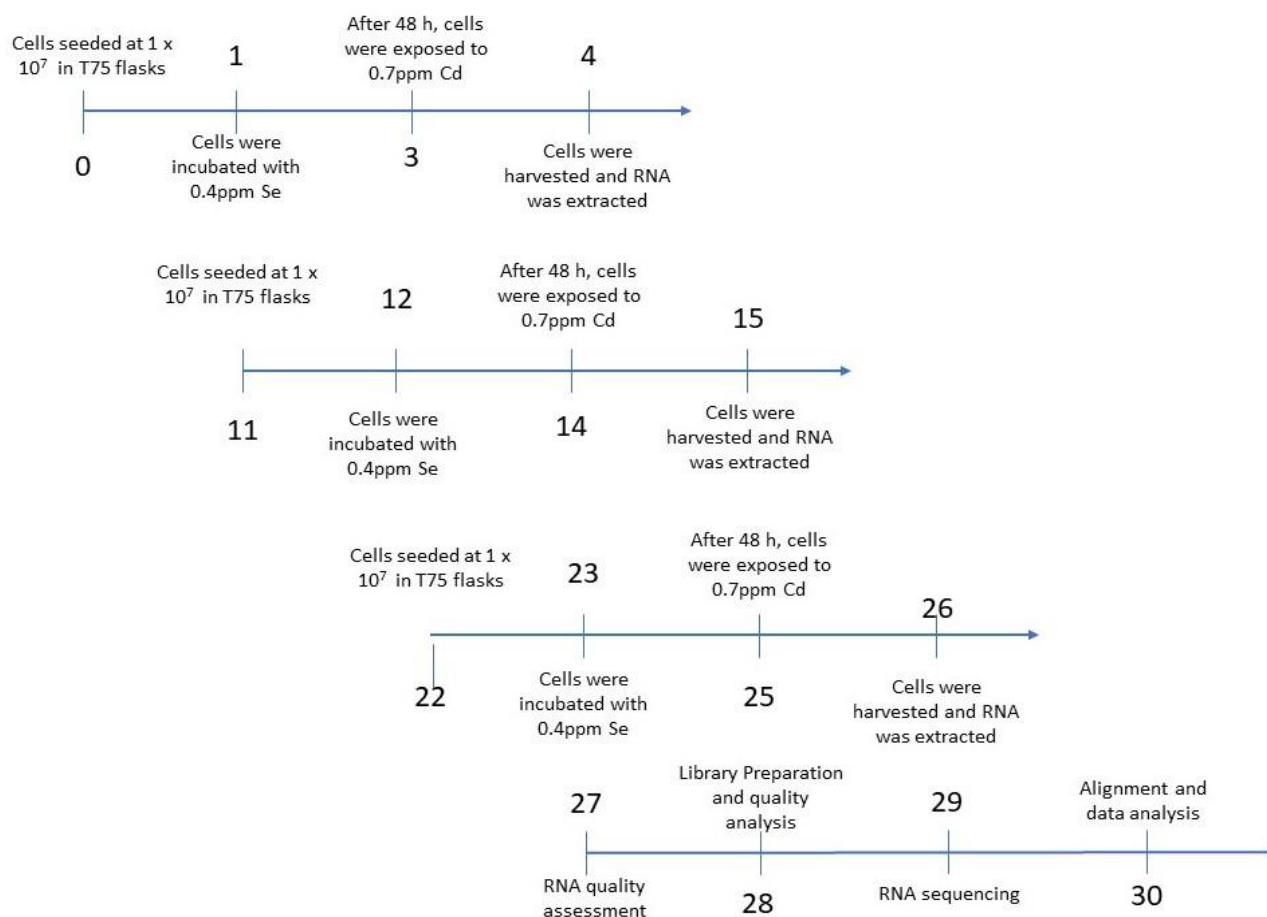 Cells seeded at 1 x
10⁷ in T75 flasks
1
After 48 h, cells
were exposed to
0.7ppm Cd
4
0
Cells were
incubated with
0.4ppm Se
3
Cells were
harvested and RNA
was extracted
Cells seeded at 1 x
10⁷ in T75 flasks
12
After 48 h, cells
were exposed to
0.7ppm Cd
15
11
Cells were
incubated with
0.4ppm Se
14
Cells were
harvested and RNA
was extracted
Cells seeded at 1 x
10⁷ in T75 flasks
23
After 48 h, cells
were exposed to
0.7ppm Cd
26
22
Cells were
incubated with
0.4ppm Se
25
Cells were
harvested and RNA
was extracted
27
Library Preparation
and quality
analysis
29
Alignment and
data analysis
RNA quality
assessment
28
RNA sequencing
30